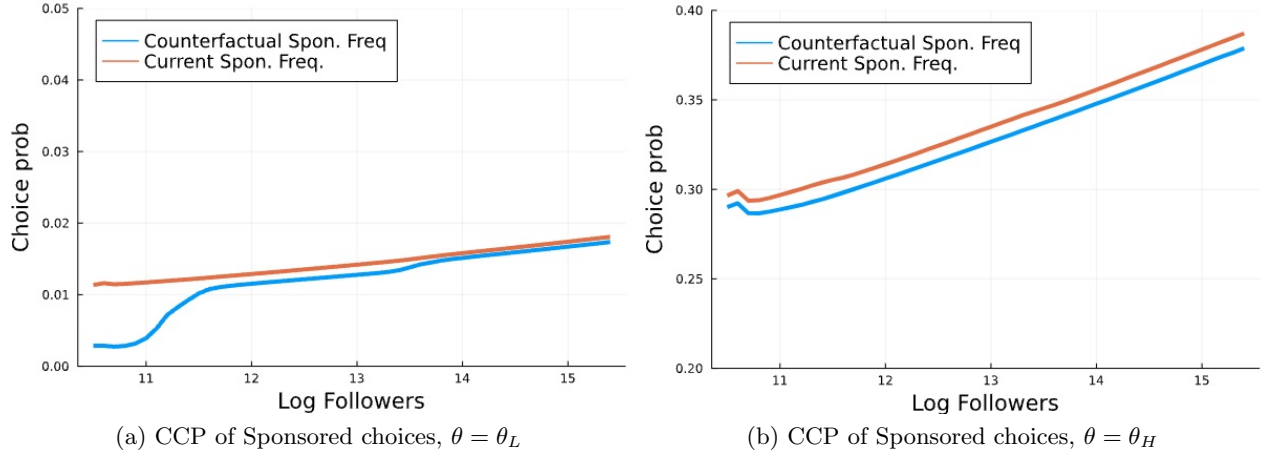 0.05
0.04
0.03
0.02
0.01
0.00
Choice prob
Counterfactual Spon. Freq
Current Spon. Freq.
11 12 13 14 15
Log Followers
(a) CCP of Sponsored choices, θ = θ_L
0.40
0.35
0.30
0.25
0.20
Choice prob
Counterfactual Spon. Freq
Current Spon. Freq.
11 12 13 14 15
Log Followers
(b) CCP of Sponsored choices, θ = θ_H